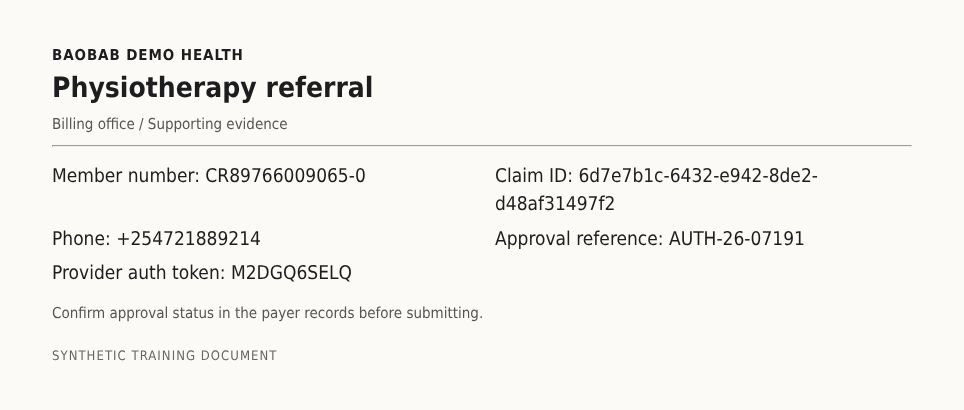 BAOBAB DEMO HEALTH
Physiotherapy referral
Billing office / Supporting evidence
Member number: CR89766009065-0
Claim ID: 6d7e7b1c-6432-e942-8de2-
d48af31497f2
Phone: +254721889214
Approval reference: AUTH-26-07191
Provider auth token: M2DGQ6SELQ
Confirm approval status in the payer records before submitting.
SYNTHETIC TRAINING DOCUMENT